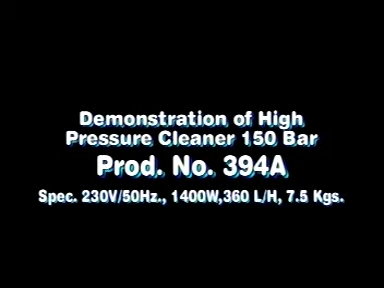 Demonstration of High
Pressure Cleaner 150 Bar
Prod. No. 394A
Spec. 230V/50Hz., 1400W,360 L/H, 7.5 Kgs.